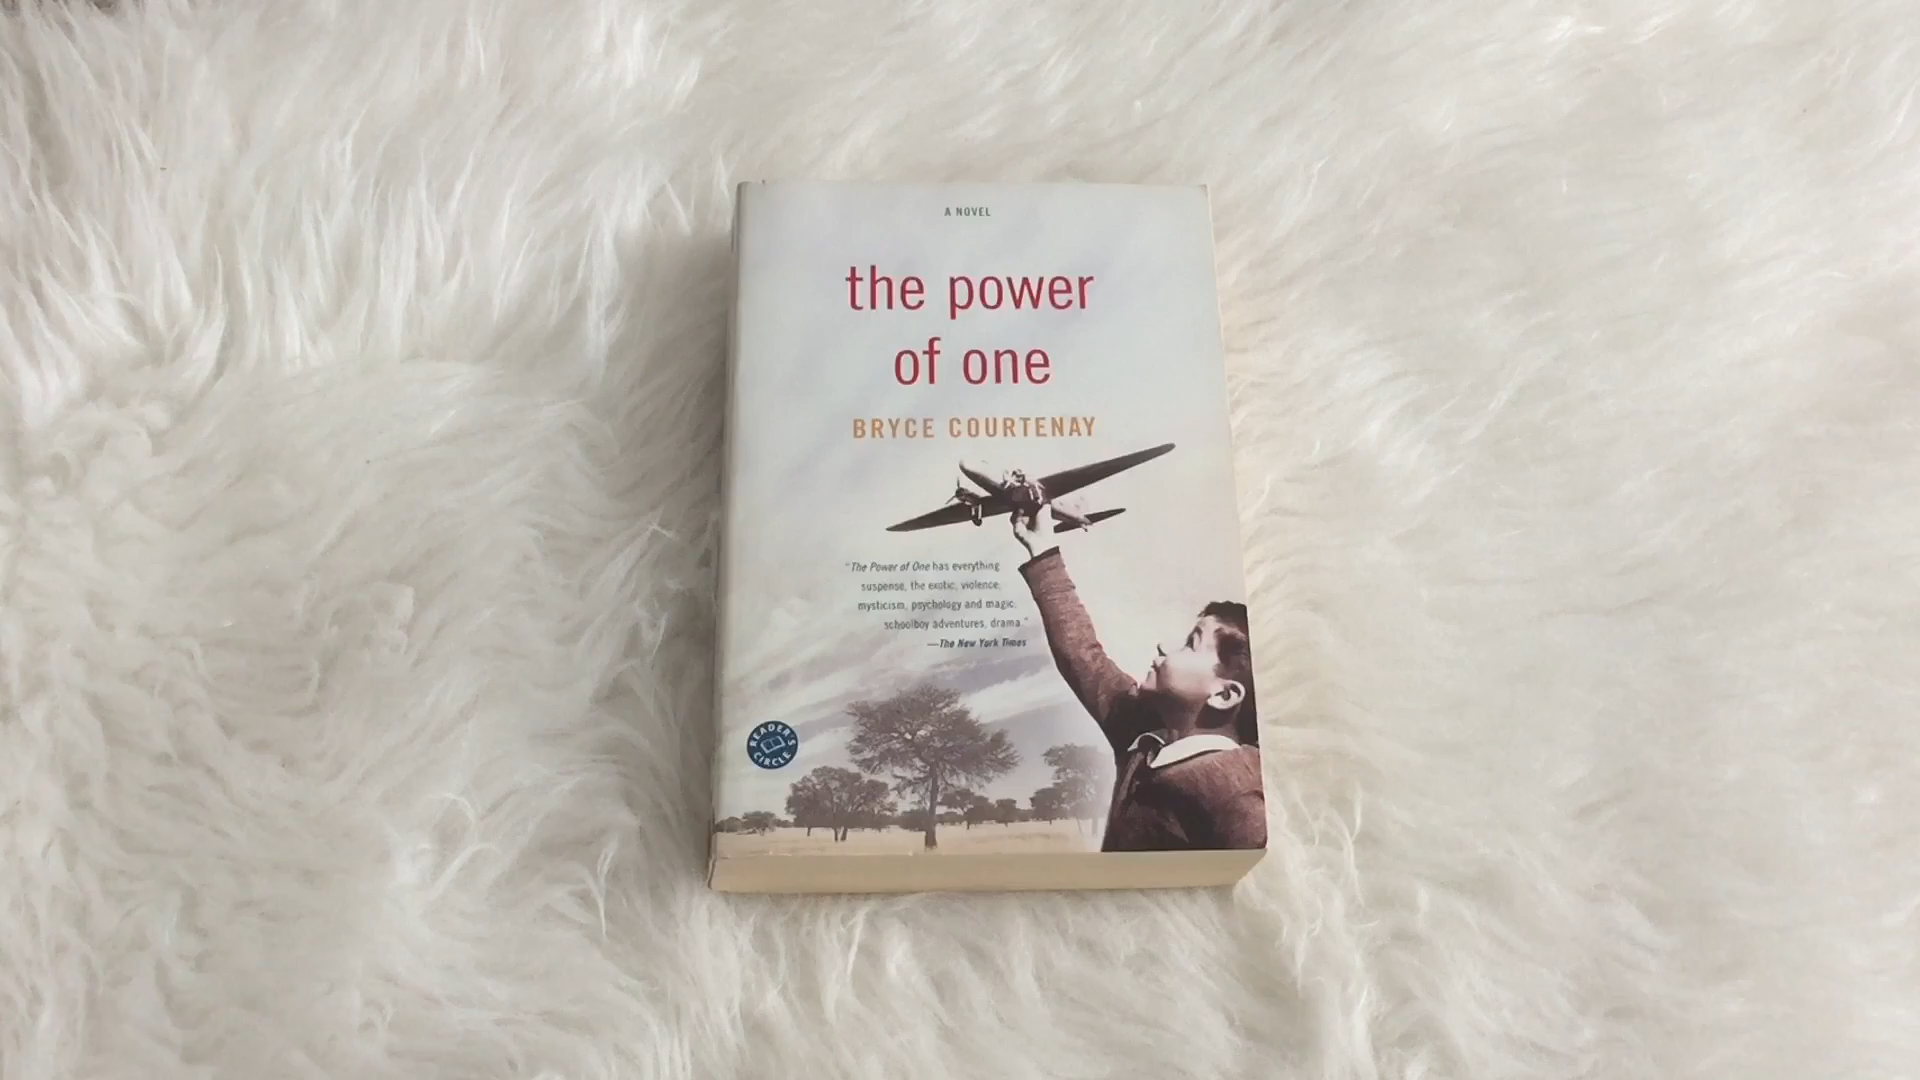 A NOVEL
the power
of one
BRYCE COURTENAY
"The Power of One has everything
suspense, the exotic, violence,
mysticism, psychology and magic,
schoolboy adventures, drama."
—The New York Times
READER'S
CIRCLE